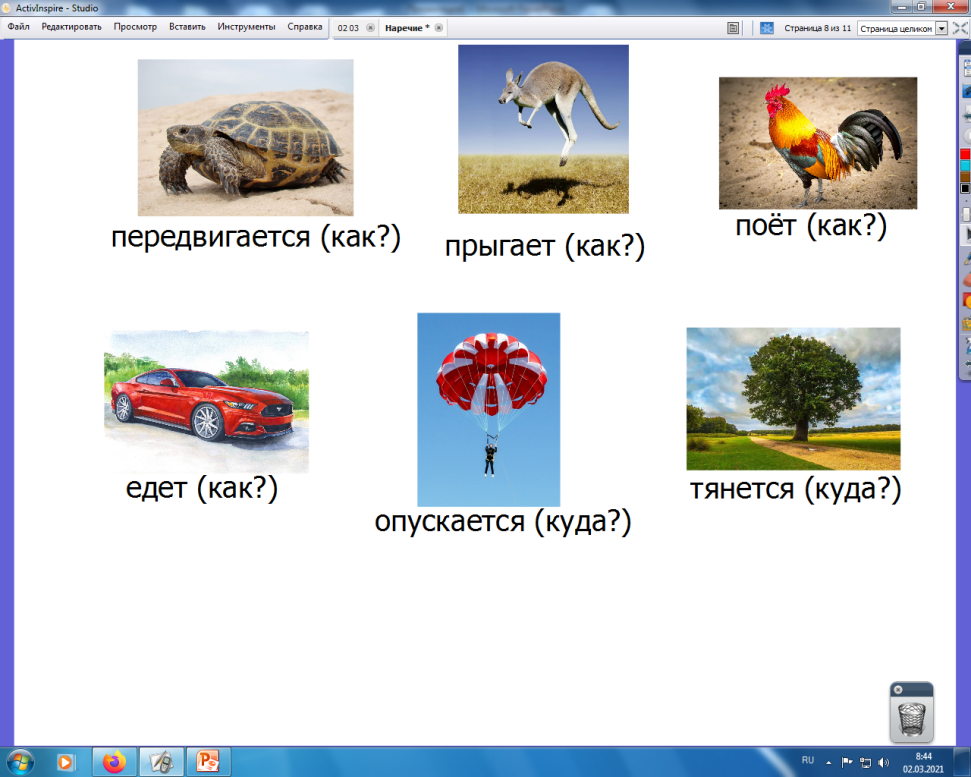 ActivInspire - Studio
Файл Редактировать Просмотр Вставить Инструменты Справка 02 03 Наречие * Страница 8 из 11 Страница целиком
передвигается (как?)
прыгает (как?)
поёт (как?)
едет (как?)
опускается (куда?)
тянется (куда?)
RU
8:44
02.03.2021